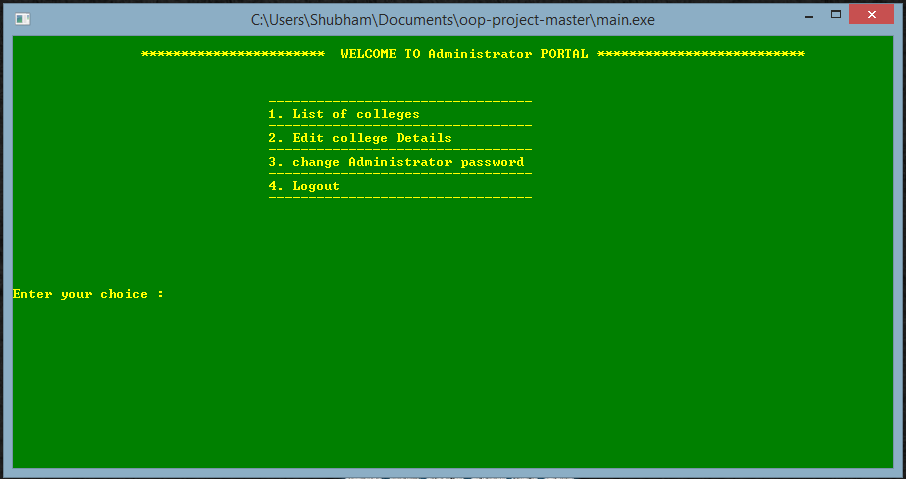 C:\Users\Shubham\Documents\oop-project-master\main.exe
*********************** WELCOME TO Administrator PORTAL **************************
---------------------------------
1. List of colleges
---------------------------------
2. Edit college Details
---------------------------------
3. change Administrator password
---------------------------------
4. Logout
---------------------------------
Enter your choice :